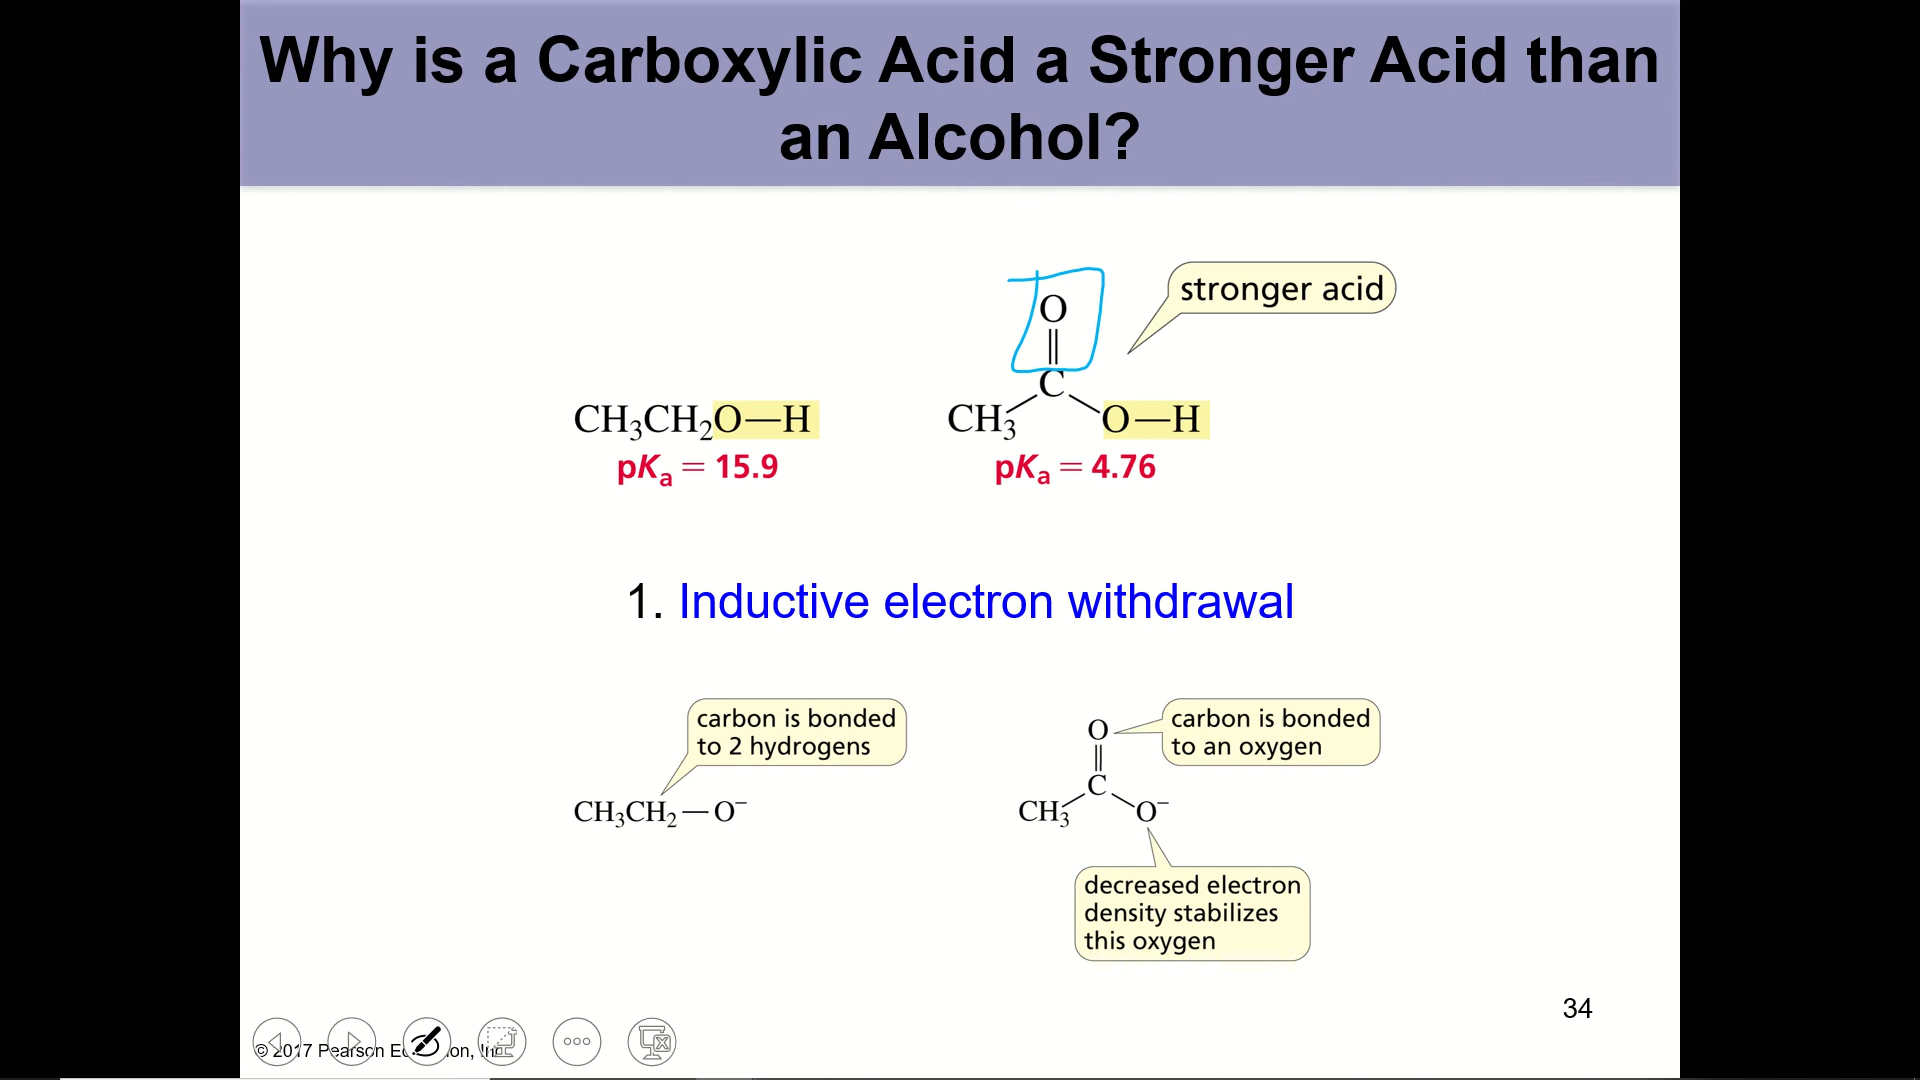 Why is a Carboxylic Acid a Stronger Acid than
an Alcohol?
stronger acid
O
C
CH₃CH₂O—H
CH₃
O—H
pKₐ = 15.9
pKₐ = 4.76
1. Inductive electron withdrawal
carbon is bonded
to 2 hydrogens
carbon is bonded
to an oxygen
O
C
CH₃CH₂—O⁻
CH₃
O⁻
decreased electron
density stabilizes
this oxygen
34
© 2017 Pearson